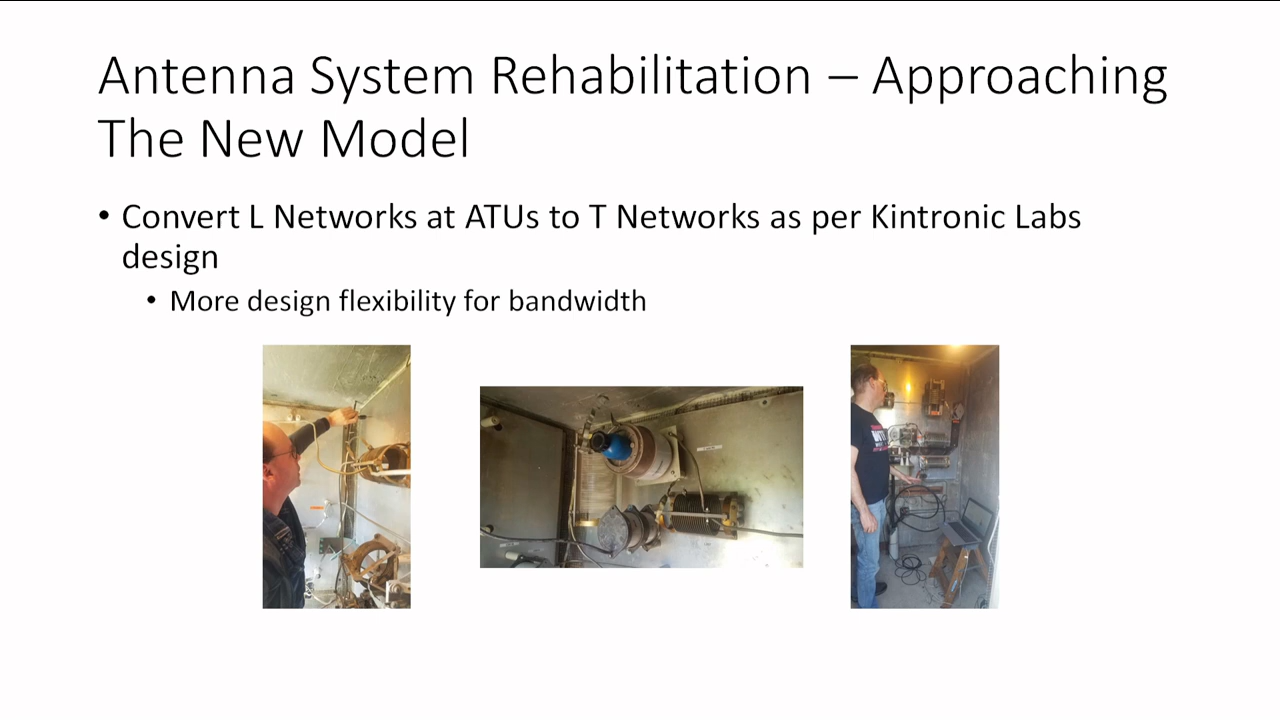 Antenna System Rehabilitation – Approaching
The New Model
• Convert L Networks at ATUs to T Networks as per Kintronic Labs
design
• More design flexibility for bandwidth